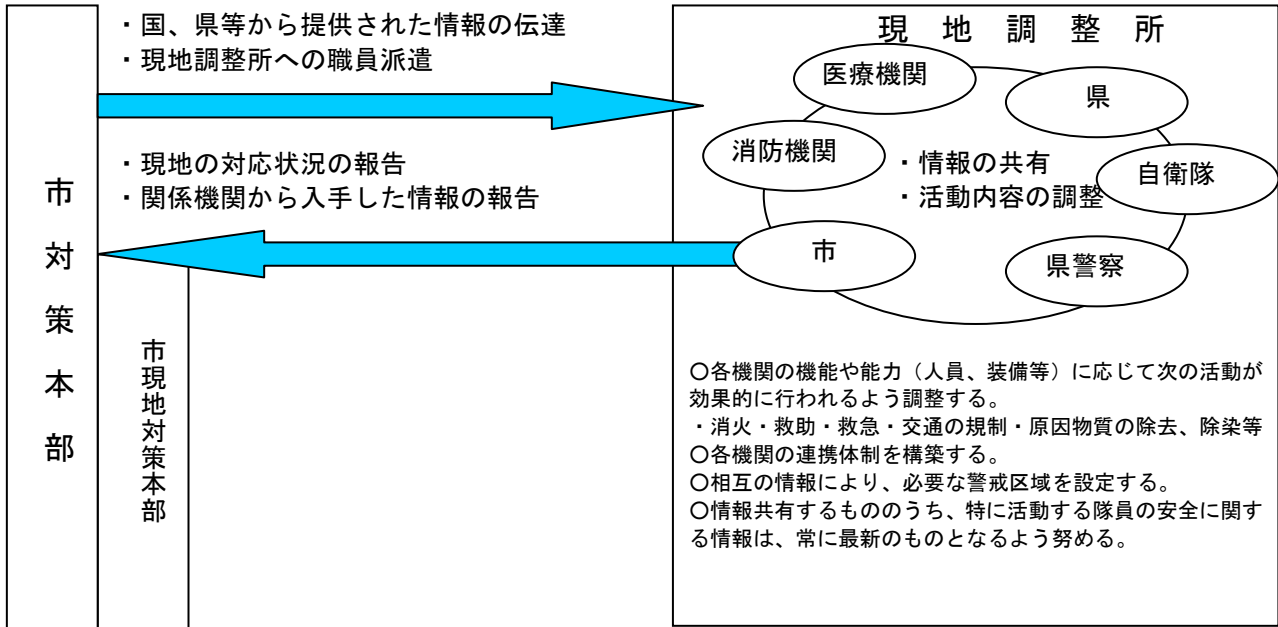 ・国、県等から提供された情報の伝達
・現地調整所への職員派遣
・現地の対応状況の報告
・関係機関から入手した情報の報告
市対策本部
市現地対策本部
現地調整所
医療機関
県
消防機関
自衛隊
・情報の共有
・活動内容の調整
市
県警察
〇各機関の機能や能力（人員、装備等）に応じて次の活動が
効果的に行われるよう調整する。
・消火・救助・救急・交通の規制・原因物質の除去、除染等
〇各機関の連携体制を構築する。
〇相互の情報により、必要な警戒区域を設定する。
〇情報共有するもののうち、特に活動する隊員の安全に関す
る情報は、常に最新のものとなるよう努める。